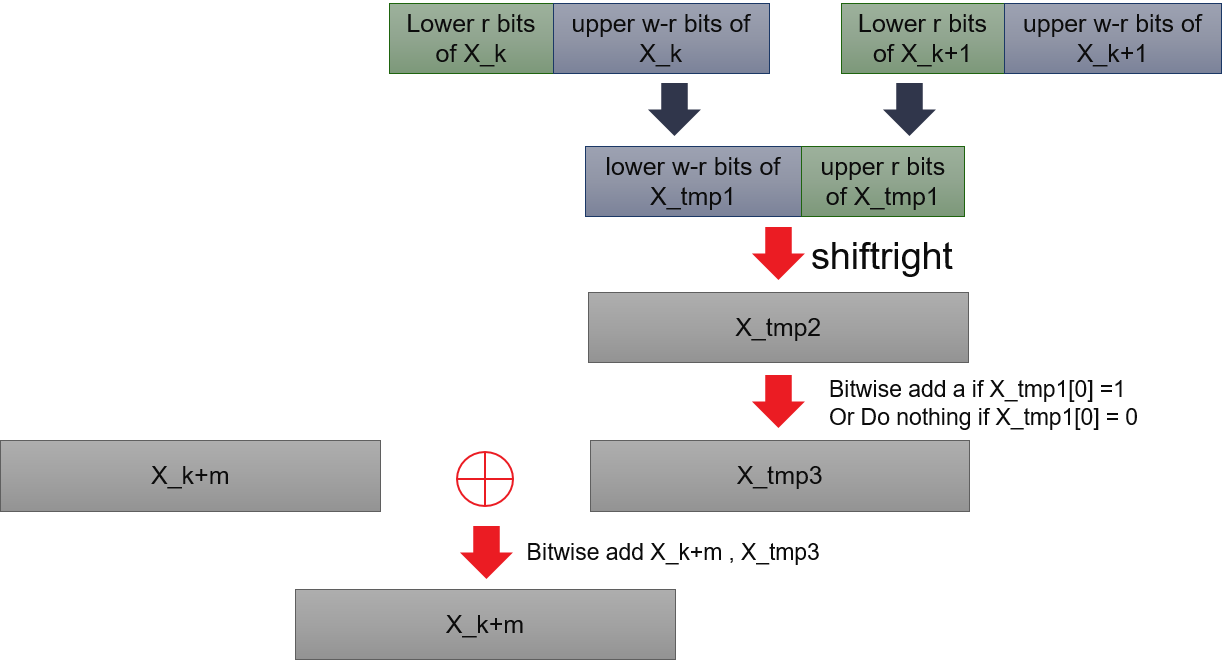 Lower r bits
of X_k
upper w-r bits of
X_k
Lower r bits
of X_k+1
upper w-r bits of
X_k+1
lower w-r bits of
X_tmp1
upper r bits
of X_tmp1
shiftright
X_tmp2
Bitwise add a if X_tmp1[0] =1
Or Do nothing if X_tmp1[0] = 0
X_k+m
X_tmp3
Bitwise add X_k+m , X_tmp3
X_k+m